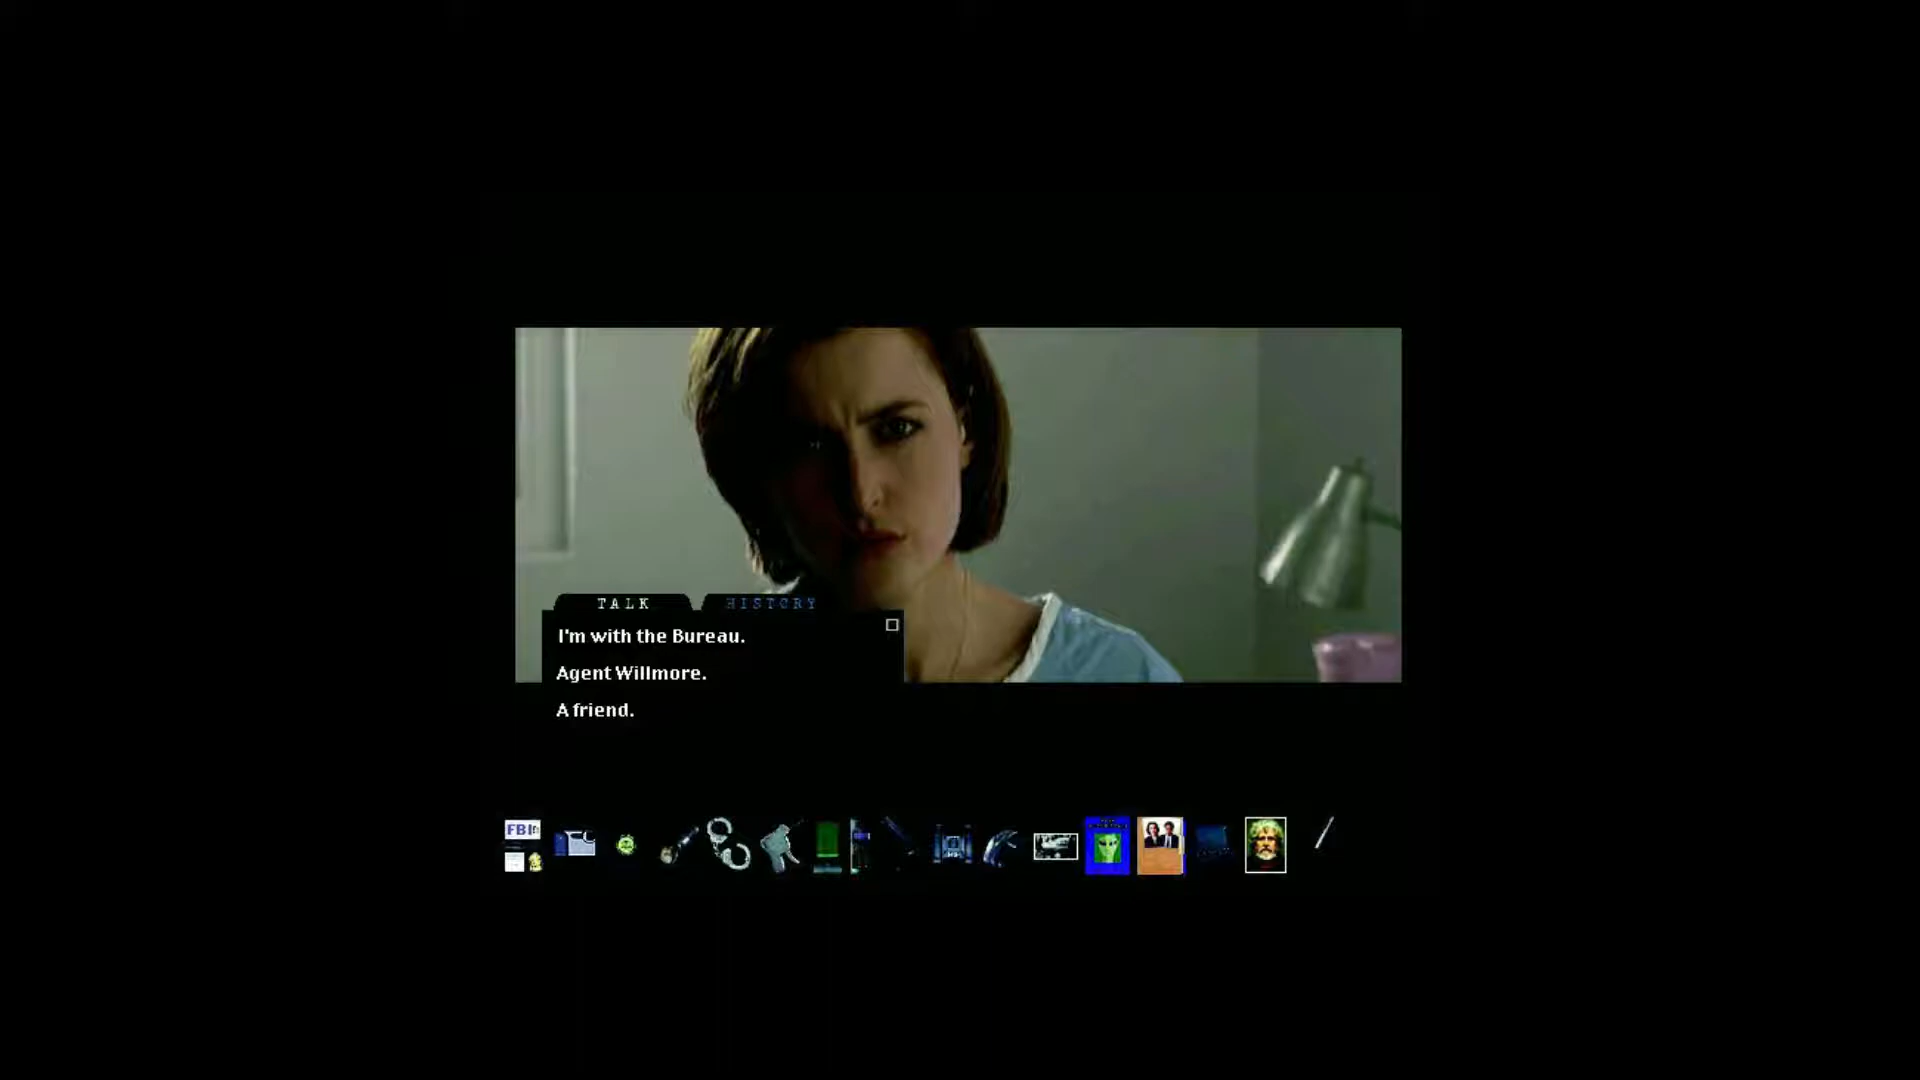 TALK
HISTORY
I'm with the Bureau.
Agent Willmore.
A friend.
FBI